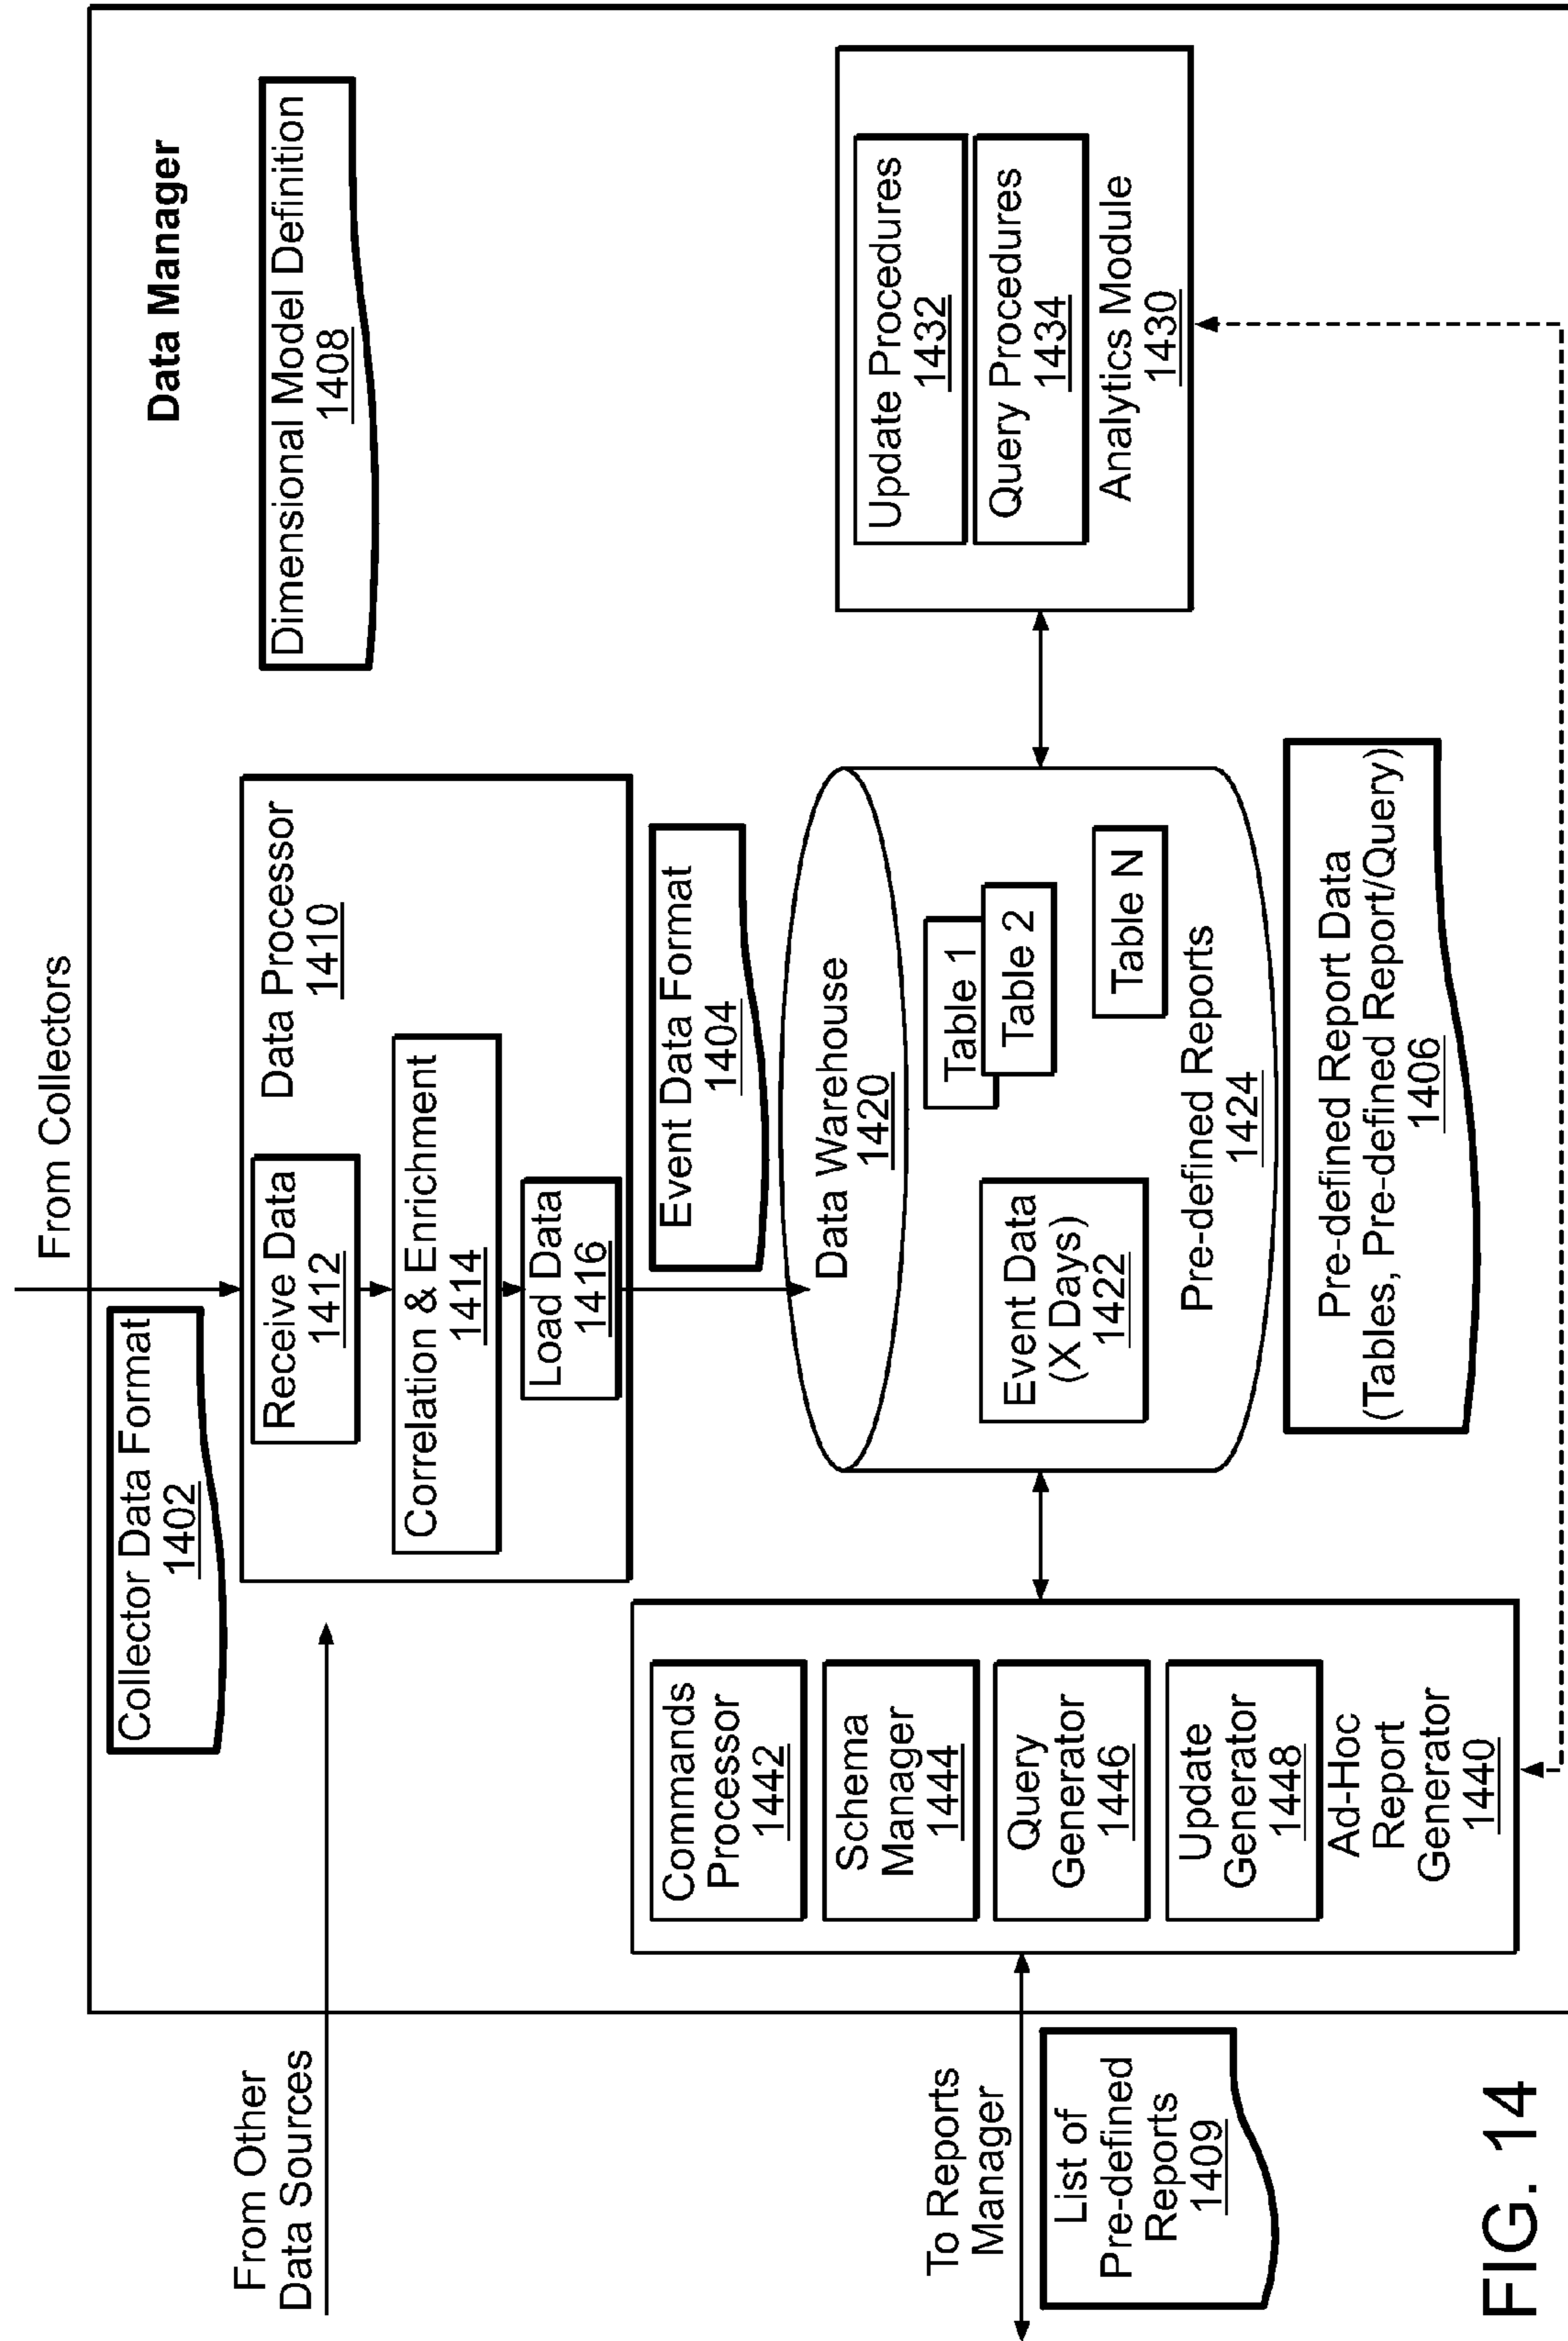 From Collectors
Data Manager
Collector Data Format
1402
Dimensional Model Definition
1408
From Other
Data Sources
Data Processor
1410
Receive Data
1412
Correlation & Enrichment
1414
Load Data
1416
Event Data Format
1404
Commands
Processor
1442
Schema
Manager
1444
Query
Generator
1446
Update
Generator
1448
Ad-Hoc
Report
Generator
1440
Data Warehouse
1420
Table 1
Table 2
Table N
Event Data
(X Days)
1422
Pre-defined Reports
1424
Update Procedures
1432
Query Procedures
1434
Analytics Module
1430
To Reports
Manager
List of
Pre-defined
Reports
1409
Pre-defined Report Data
(Tables, Pre-defined Report/Query)
1406
FIG. 14